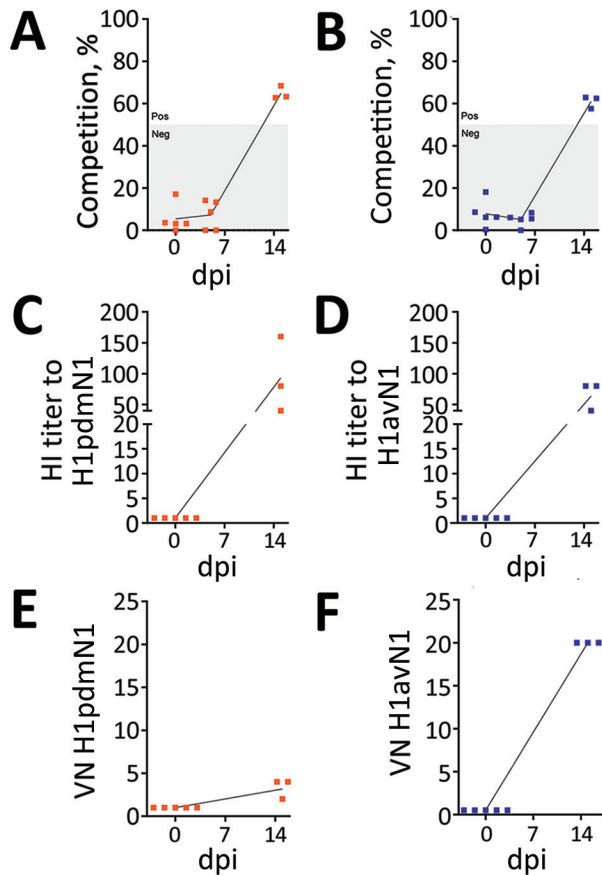 A
Competition, %
100
80
60
40
20
0
Pos
Neg
0 7 14
dpi
B
Competition, %
100
80
60
40
20
0
Pos
Neg
0 7 14
dpi
C
HI titer to
H1pdmN1
200
150
100
50
20
15
10
5
0
0 7 14
dpi
D
HI titer to
H1avN1
200
150
100
50
20
15
10
5
0
0 7 14
dpi
E
VN H1pdmN1
25
20
15
10
5
0
0 7 14
dpi
F
VN H1avN1
25
20
15
10
5
0
0 7 14
dpi